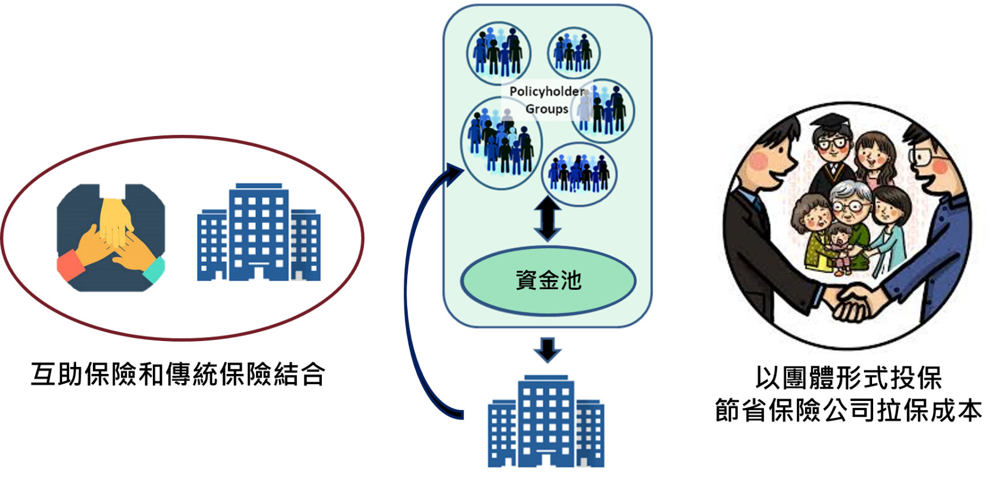 Policyholder
Groups
資金池
互助保險和傳統保險結合
以團體形式投保
節省保險公司拉保成本